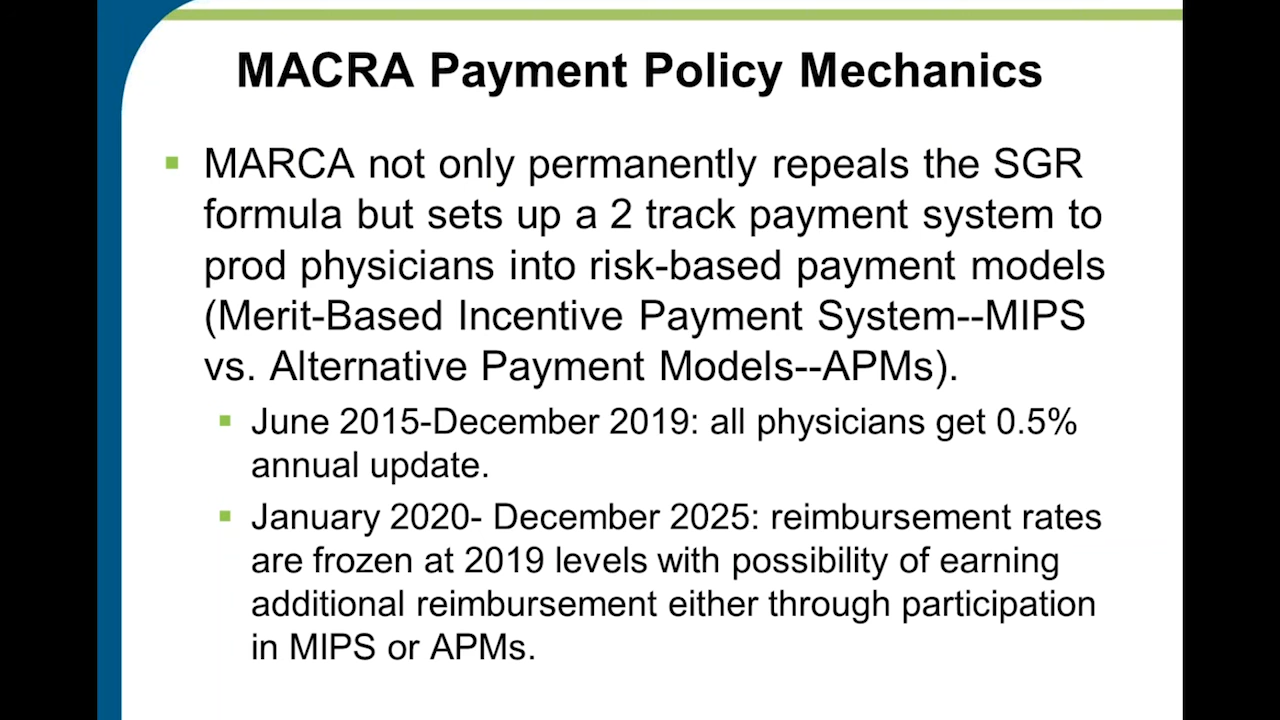 MACRA Payment Policy Mechanics
MARCA not only permanently repeals the SGR
formula but sets up a 2 track payment system to
prod physicians into risk-based payment models
(Merit-Based Incentive Payment System--MIPS
vs. Alternative Payment Models--APMs).
June 2015-December 2019: all physicians get 0.5%
annual update.
January 2020- December 2025: reimbursement rates
are frozen at 2019 levels with possibility of earning
additional reimbursement either through participation
in MIPS or APMs.